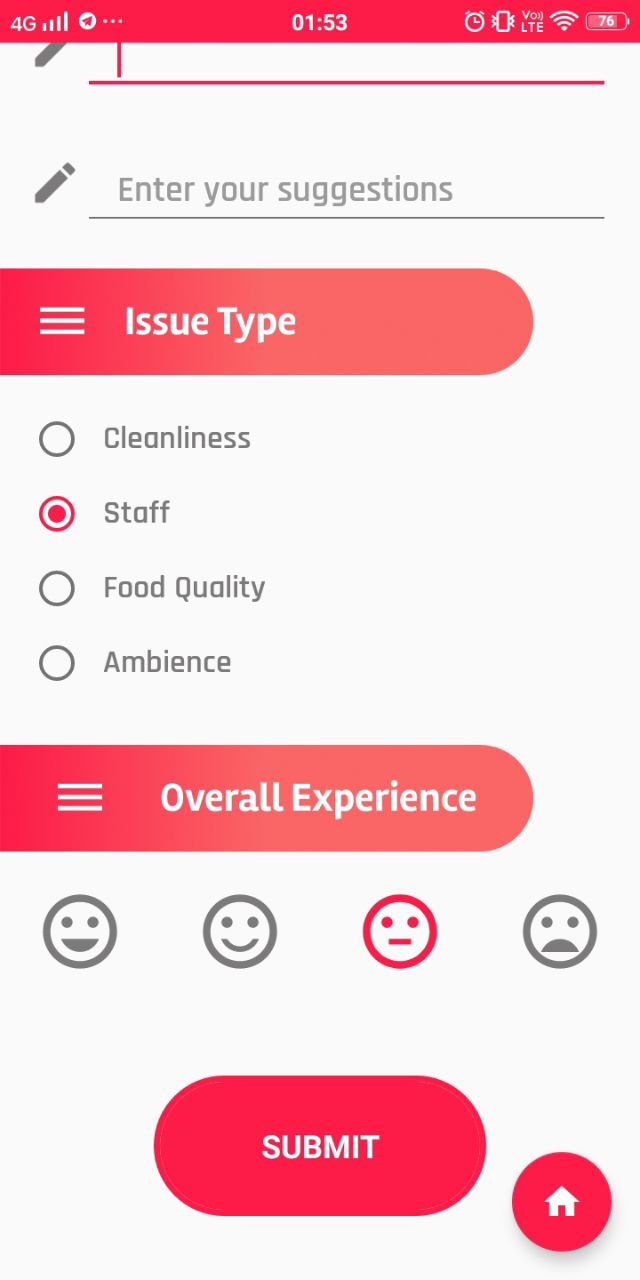 4G
01:53
Vo))
LTE
76
Enter your suggestions
Issue Type
Cleanliness
Staff
Food Quality
Ambience
Overall Experience
SUBMIT